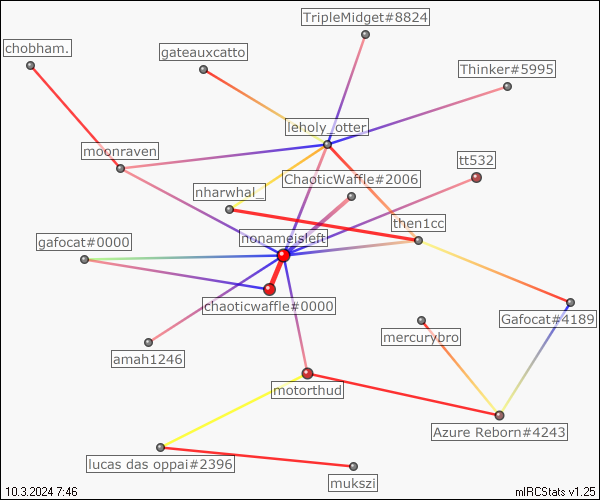 TripleMidget#8824
chobham.
gateauxcatto
Thinker#5995
leholy_otter
moonraven
tt532
ChaoticWaffle#2006
nharwhal_
then1cc
nonameisleft
gafocat#0000
chaoticwaffle#0000
Gafocat#4189
mercurybro
amah1246
motorthud
Azure Reborn#4243
lucas das oppai#2396
mukszi
10.3.2024 7:46
mIRCStats v1.25